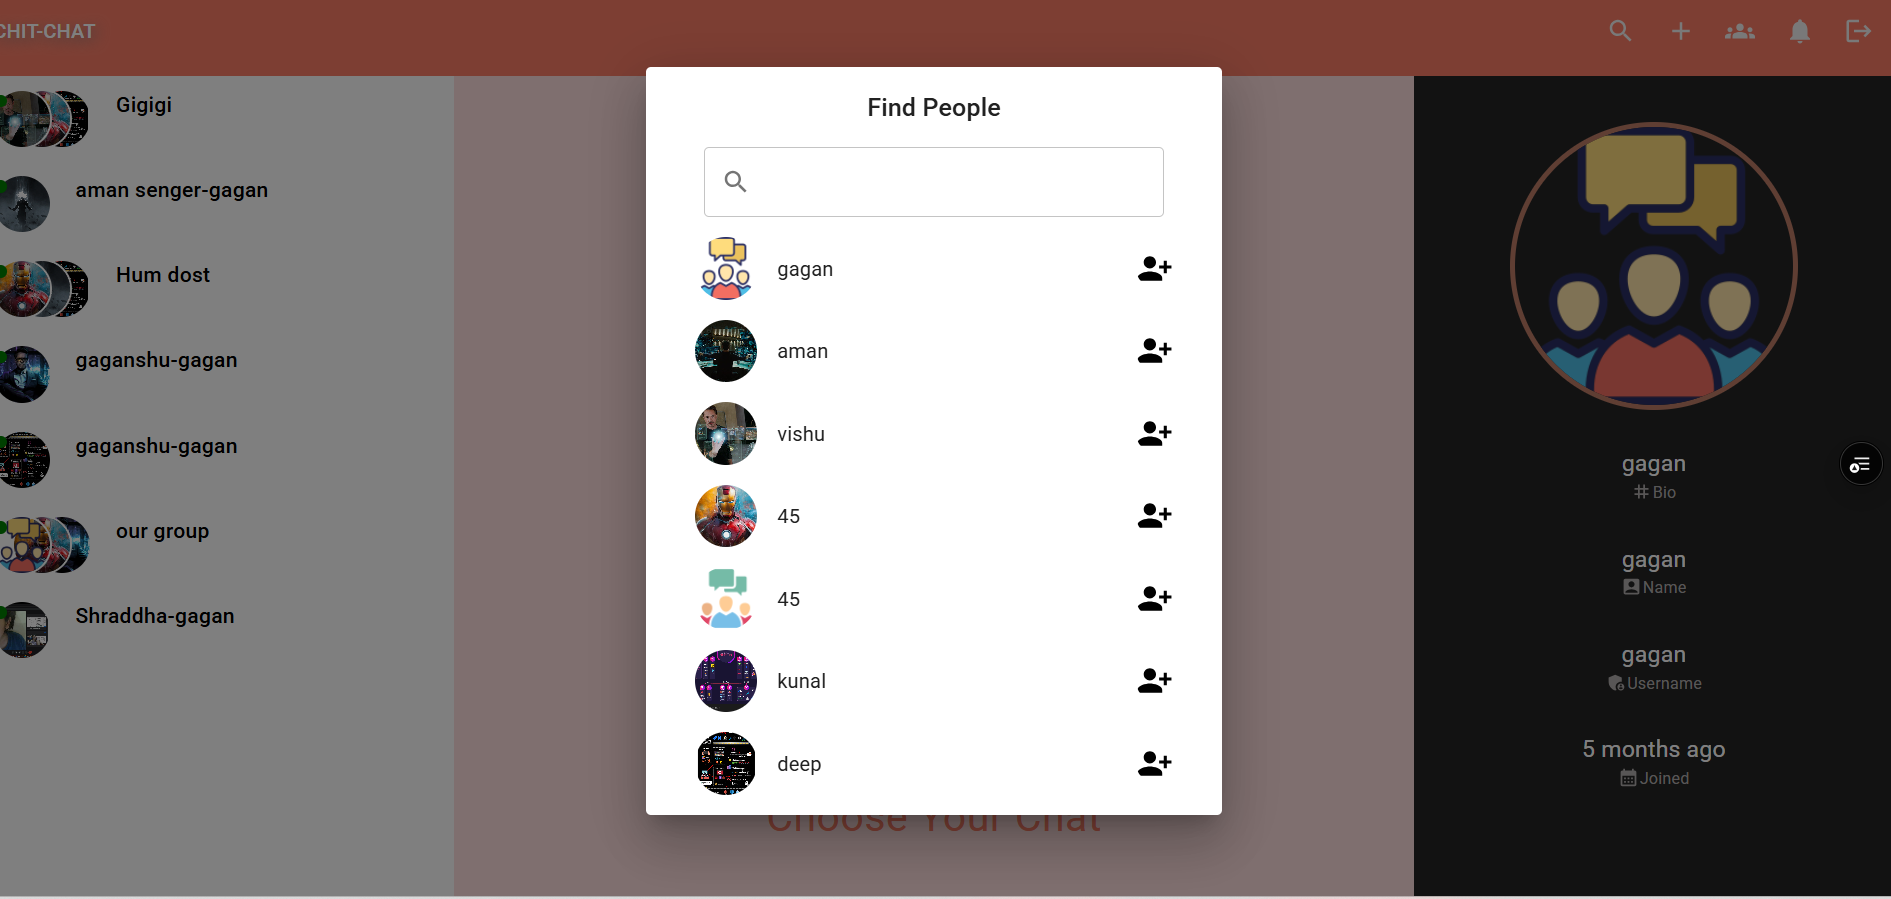 CHIT-CHAT
Gigigi
aman senger-gagan
Hum dost
gaganshu-gagan
gaganshu-gagan
our group
Shraddha-gagan
Find People
gagan
aman
vishu
45
45
kunal
deep
Choose Your Chat
gagan
Bio
gagan
Name
gagan
Username
5 months ago
Joined